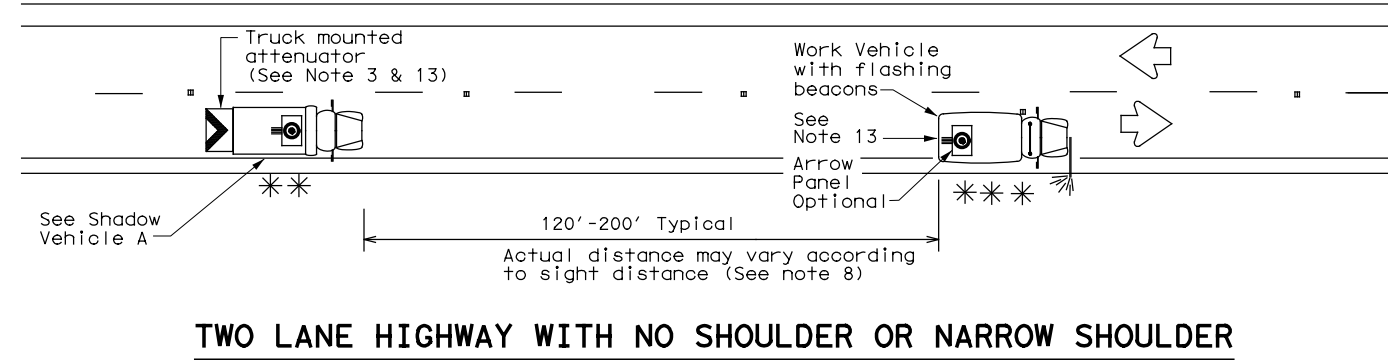 Truck mounted
attenuator
(See Note 3 & 13)
Work Vehicle
with flashing
beacons
See
Note 13
Arrow
Panel
Optional
See Shadow
Vehicle A
120'-200' Typical
Actual distance may vary according
to sight distance (See note 8)
TWO LANE HIGHWAY WITH NO SHOULDER OR NARROW SHOULDER